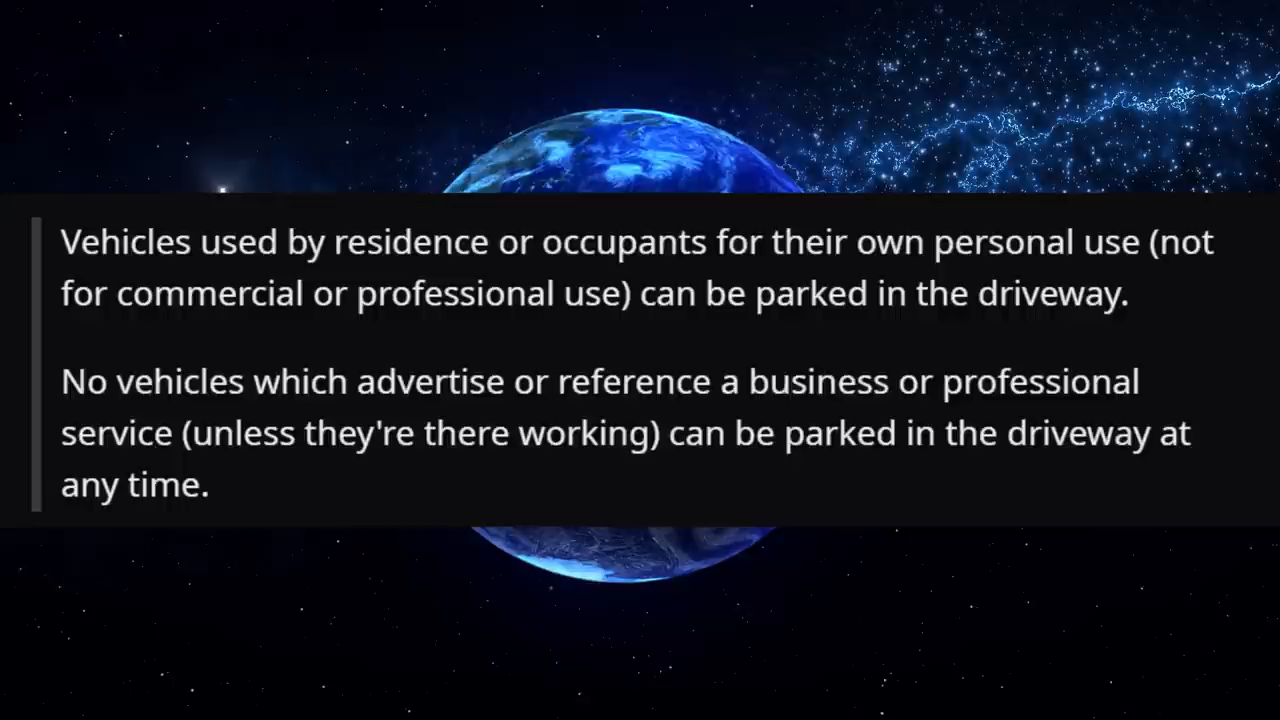 Vehicles used by residence or occupants for their own personal use (not
for commercial or professional use) can be parked in the driveway.
No vehicles which advertise or reference a business or professional
service (unless they're there working) can be parked in the driveway at
any time.